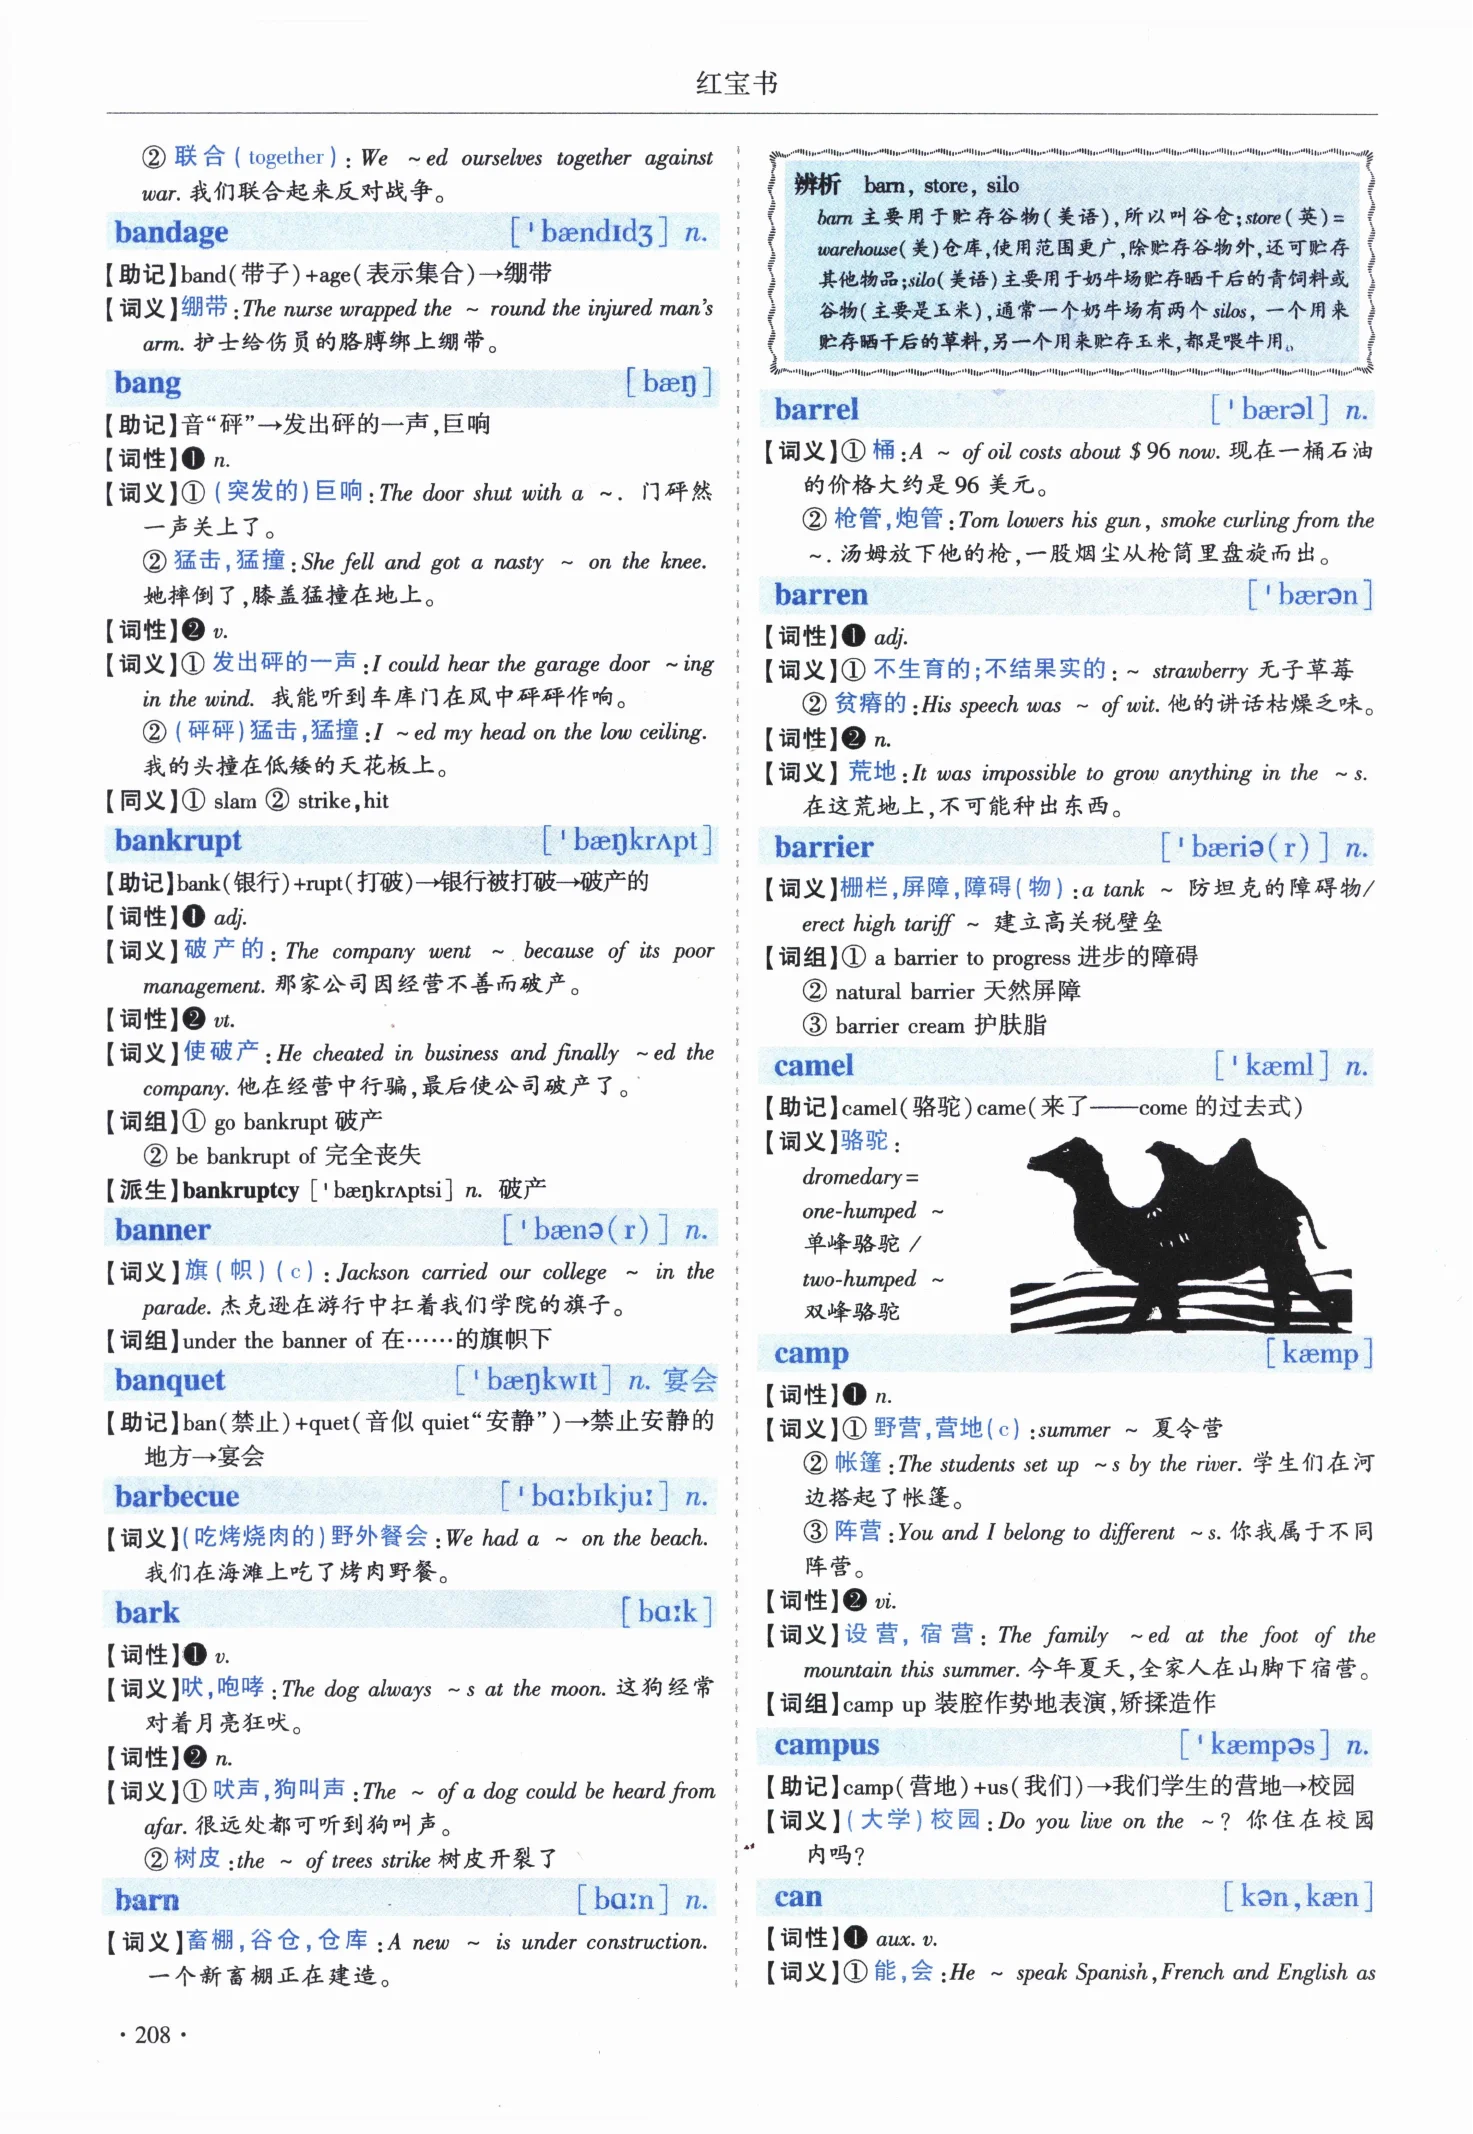 红宝书
② 联合(together): We ~ed ourselves together against
war. 我们联合起来反对战争。
bandage ['bændɪdʒ] n.
【助记】band(带子)+age(表示集合)→绷带
【词义】绷带:The nurse wrapped the ~ round the injured man's
arm. 护士给伤员的胳膊绑上绷带。
bang [bæŋ]
【助记】音“砰”→发出砰的一声,巨响
【词性】❶ n.
【词义】① (突发的)巨响:The door shut with a ~. 门砰然
一声关上了。
② 猛击,猛撞:She fell and got a nasty ~ on the knee.
她摔倒了,膝盖猛撞在地上。
【词性】❷ v.
【词义】① 发出砰的一声:I could hear the garage door ~ing
in the wind. 我能听到车库门在风中砰砰作响。
② (砰砰)猛击,猛撞:I ~ed my head on the low ceiling.
我的头撞在低矮的天花板上。
【同义】① slam ② strike,hit
bankrupt ['bæŋkrʌpt]
【助记】bank(银行)+rupt(打破)→银行被打破→破产的
【词性】❶ adj.
【词义】破产的: The company went ~ because of its poor
management. 那家公司因经营不善而破产。
【词性】❷ vt.
【词义】使破产:He cheated in business and finally ~ed the
company. 他在经营中行骗,最后使公司破产了。
【词组】① go bankrupt 破产
② be bankrupt of 完全丧失
【派生】bankruptcy ['bæŋkrʌptsi] n. 破产
banner ['bænə(r)] n.
【词义】旗(帜)(c):Jackson carried our college ~ in the
parade. 杰克逊在游行中扛着我们学院的旗子。
【词组】under the banner of 在……的旗帜下
banquet ['bæŋkwɪt] n. 宴会
【助记】ban(禁止)+quet(音似 quiet“安静”)→禁止安静的
地方→宴会
barbecue ['bɑːbɪkjuː] n.
【词义】(吃烤烧肉的)野外餐会:We had a ~ on the beach.
我们在海滩上吃了烤肉野餐。
bark [bɑːk]
【词性】❶ v.
【词义】吠,咆哮:The dog always ~s at the moon. 这狗经常
对着月亮狂吠。
【词性】❷ n.
【词义】① 吠声,狗叫声:The ~ of a dog could be heard from
afar. 很远处都可听到狗叫声。
② 树皮:the ~ of trees strike 树皮开裂了
barn [bɑːn] n.
【词义】畜棚,谷仓,仓库:A new ~ is under construction.
一个新畜棚正在建造。
辨析 barn, store, silo
barn 主要用于贮存谷物(美语),所以叫谷仓;store(英)=
warehouse(美)仓库,使用范围更广,除贮存谷物外,还可贮存
其他物品;silo(美语)主要用于奶牛场贮存晒干后的青饲料或
谷物(主要是玉米),通常一个奶牛场有两个 silos, 一个用来
贮存晒干后的草料,另一个用来贮存玉米,都是喂牛用。
barrel ['bærəl] n.
【词义】① 桶:A ~ of oil costs about $96 now. 现在一桶石油
的价格大约是 96 美元。
② 枪管,炮管:Tom lowers his gun, smoke curling from the
~. 汤姆放下他的枪,一股烟尘从枪筒里盘旋而出。
barren ['bærən]
【词性】❶ adj.
【词义】① 不生育的;不结果实的: ~ strawberry 无子草莓
② 贫瘠的:His speech was ~ of wit. 他的讲话枯燥乏味。
【词性】❷ n.
【词义】荒地:It was impossible to grow anything in the ~s.
在这荒地上,不可能种出东西。
barrier ['bæriə(r)] n.
【词义】栅栏,屏障,障碍(物):a tank ~ 防坦克的障碍物/
erect high tariff ~ 建立高关税壁垒
【词组】① a barrier to progress 进步的障碍
② natural barrier 天然屏障
③ barrier cream 护肤脂
camel ['kæml] n.
【助记】camel(骆驼)came(来了——come 的过去式)
【词义】骆驼:
dromedary=
one-humped ~
单峰骆驼 /
two-humped ~
双峰骆驼
camp [kæmp]
【词性】❶ n.
【词义】① 野营,营地(c):summer ~ 夏令营
② 帐篷:The students set up ~s by the river. 学生们在河
边搭起了帐篷。
③ 阵营:You and I belong to different ~s. 你我属于不同
阵营。
【词性】❷ vi.
【词义】设营,宿营: The family ~ed at the foot of the
mountain this summer. 今年夏天,全家人在山脚下宿营。
【词组】camp up 装腔作势地表演,矫揉造作
campus ['kæmpəs] n.
【助记】camp(营地)+us(我们)→我们学生的营地→校园
【词义】(大学)校园:Do you live on the ~? 你住在校园
内吗?
can [kən,kæn]
【词性】❶ aux. v.
【词义】① 能,会:He ~ speak Spanish,French and English as
·208·